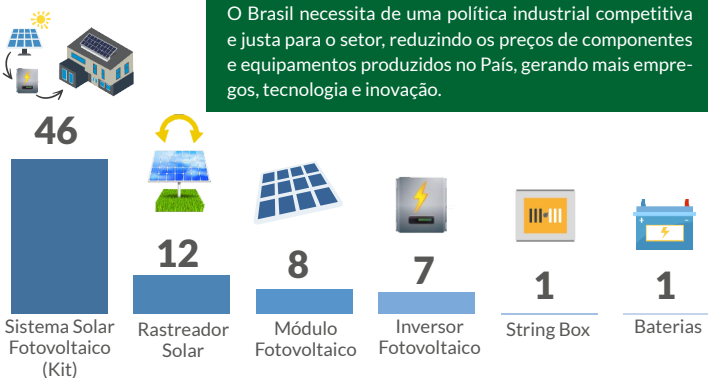 O Brasil necessita de uma política industrial competitiva
e justa para o setor, reduzindo os preços de componentes
e equipamentos produzidos no País, gerando mais empre-
gos, tecnologia e inovação.
46
Sistema Solar
Fotovoltaico
(Kit)
12
Rastreador
Solar
8
Módulo
Fotovoltaico
7
Inversor
Fotovoltaico
1
String Box
1
Baterias